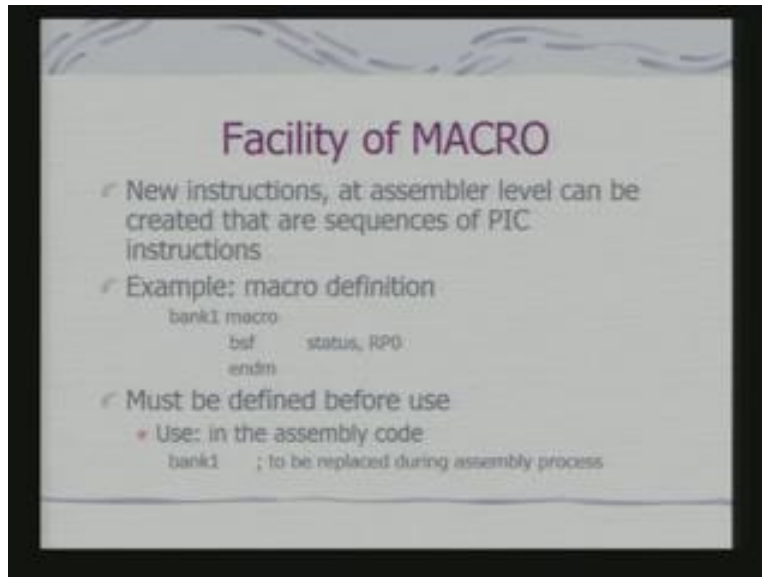 Facility of MACRO
New instructions, at assembler level can be
created that are sequences of PIC
instructions
Example: macro definition
bank1 macro
bsf status, RP0
endm
Must be defined before use
Use: in the assembly code
bank1 ; to be replaced during assembly process